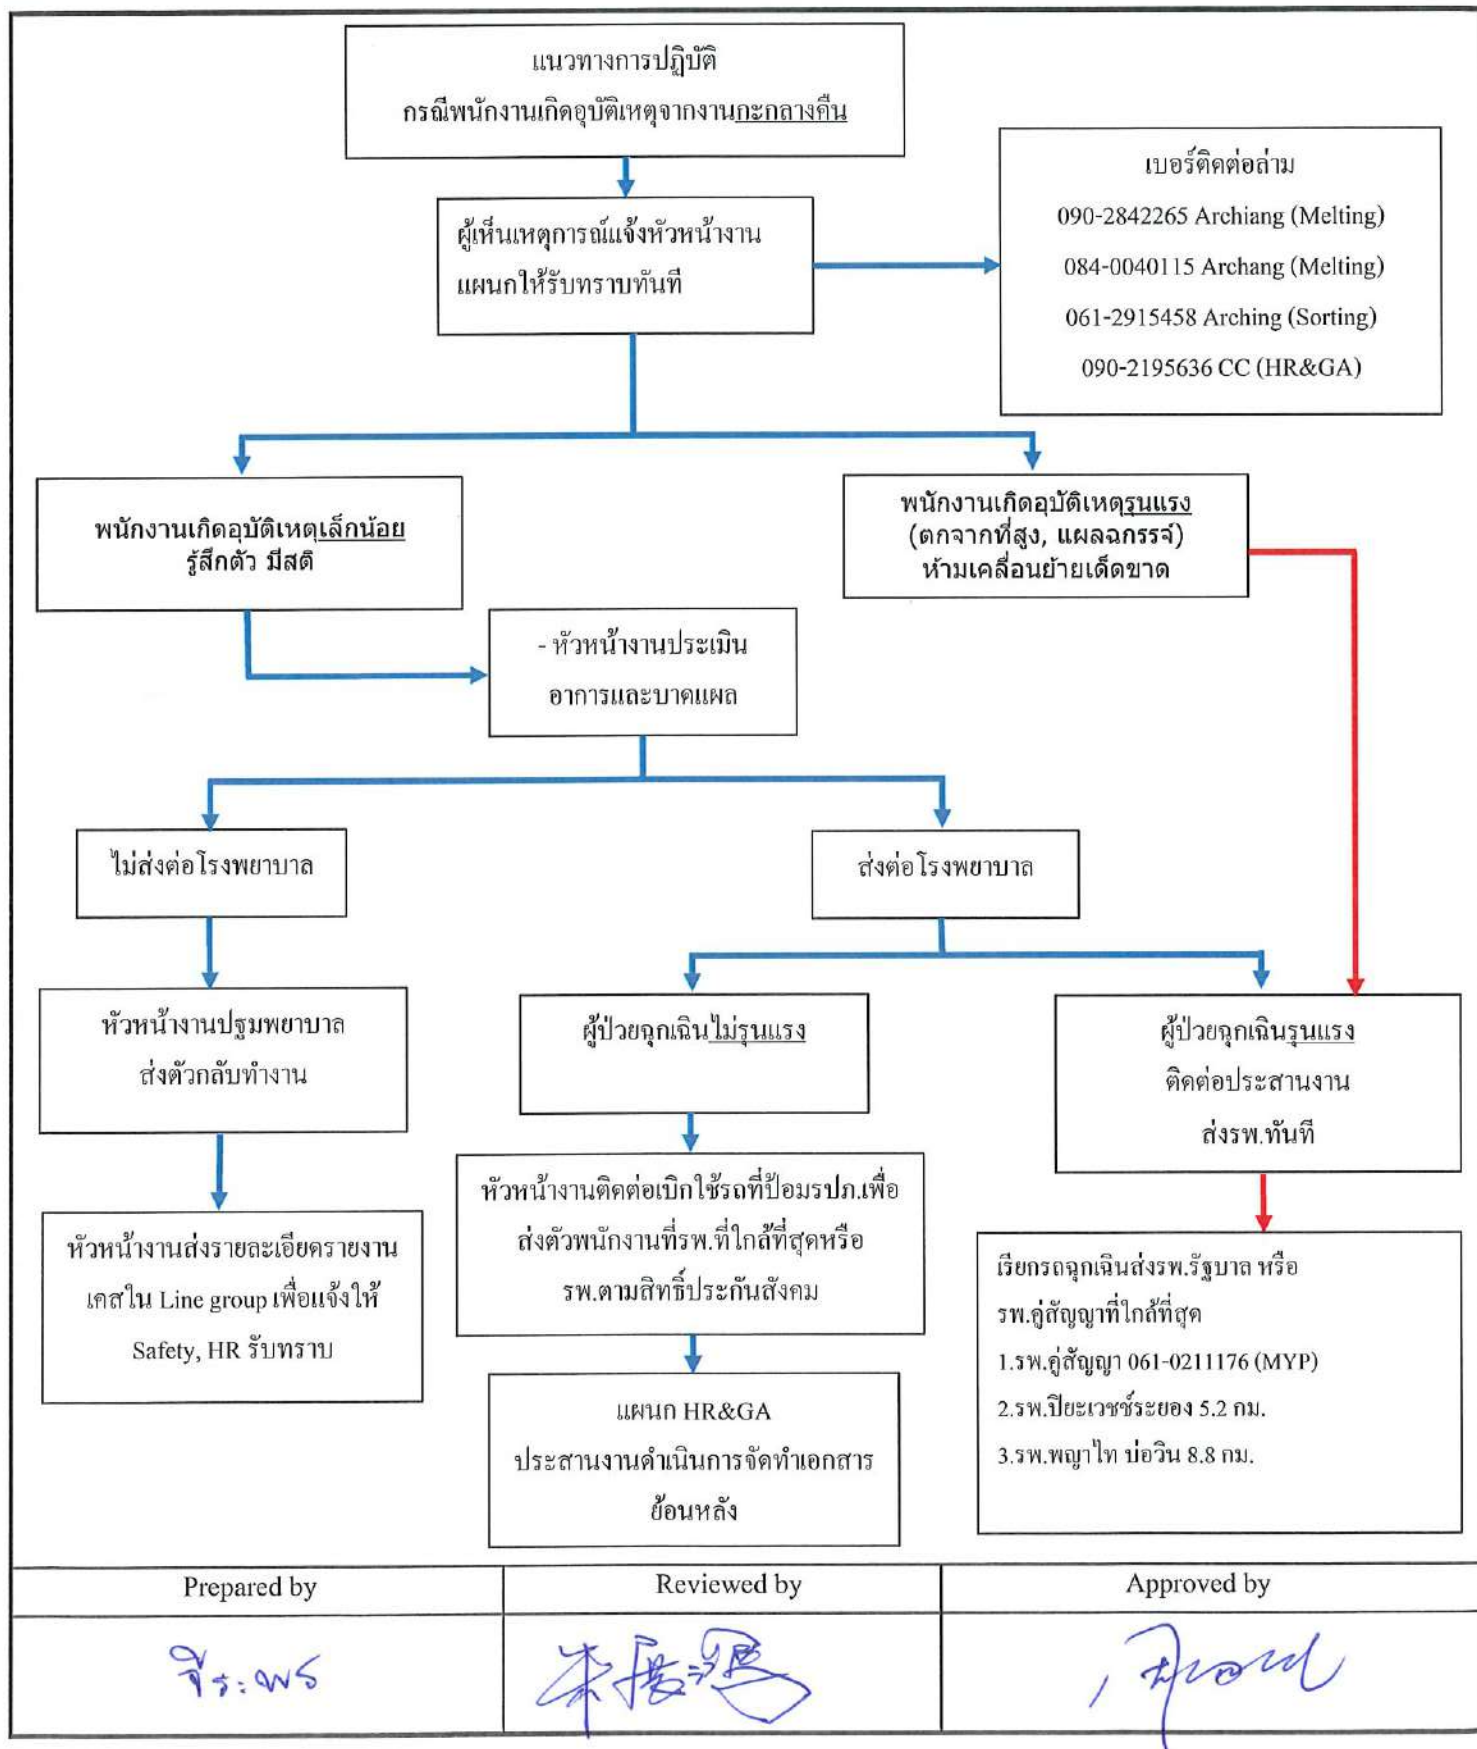 แนวทางการปฏิบัติ
กรณีพนักงานเกิดอุบัติเหตุจากงานกะกลางคืน
ผู้เห็นเหตุการณ์แจ้งหัวหน้างาน
แผนกให้รับทราบทันที
เบอร์ติดต่อล่าม
090-2842265 Archiang (Melting)
084-0040115 Archang (Melting)
061-2915458 Arching (Sorting)
090-2195636 CC (HR&GA)
พนักงานเกิดอุบัติเหตุเล็กน้อย
รู้สึกตัว มีสติ
พนักงานเกิดอุบัติเหตุรุนแรง
(ตกจากที่สูง, แผลฉกรรจ์)
ห้ามเคลื่อนย้ายเด็ดขาด
- หัวหน้างานประเมิน
อาการและบาดแผล
ไม่ส่งต่อโรงพยาบาล
ส่งต่อโรงพยาบาล
หัวหน้างานปฐมพยาบาล
ส่งตัวกลับทำงาน
ผู้ป่วยฉุกเฉินไม่รุนแรง
ผู้ป่วยฉุกเฉินรุนแรง
ติดต่อประสานงาน
ส่งรพ.ทันที
หัวหน้างานส่งรายละเอียดรายงาน
เคสใน Line group เพื่อแจ้งให้
Safety, HR รับทราบ
หัวหน้างานติดต่อเบิกใช้รถที่ป้อมรปภ.เพื่อ
ส่งตัวพนักงานที่รพ.ที่ใกล้ที่สุดหรือ
รพ.ตามสิทธิ์ประกันสังคม
แผนก HR&GA
ประสานงานดำเนินการจัดทำเอกสาร
ย้อนหลัง
เรียกรถฉุกเฉินส่งรพ.รัฐบาล หรือ
รพ.คู่สัญญาที่ใกล้ที่สุด
1.รพ.คู่สัญญา 061-0211176 (MYP)
2.รพ.ปิยะเวชช์ระยอง 5.2 กม.
3.รพ.พญาไท บ่อวิน 8.8 กม.
Prepared by
Reviewed by
Approved by
จีระพร